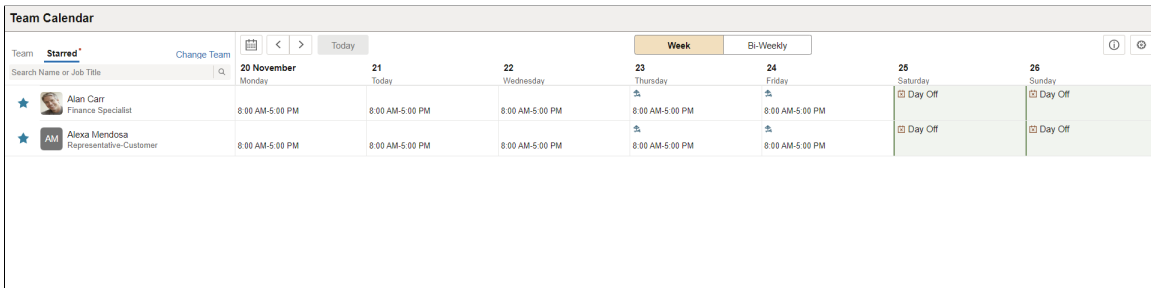 Team Calendar
Team Starred* Change Team Today Week Bi-Weekly
Search Name or Job Title
20 November 21 22 23 24 25 26
Monday Today Wednesday Thursday Friday Saturday Sunday
Alan Carr Day Off Day Off
Finance Specialist
8:00 AM-5:00 PM 8:00 AM-5:00 PM 8:00 AM-5:00 PM 8:00 AM-5:00 PM 8:00 AM-5:00 PM
AM Alexa Mendosa Day Off Day Off
Representative-Customer
8:00 AM-5:00 PM 8:00 AM-5:00 PM 8:00 AM-5:00 PM 8:00 AM-5:00 PM 8:00 AM-5:00 PM